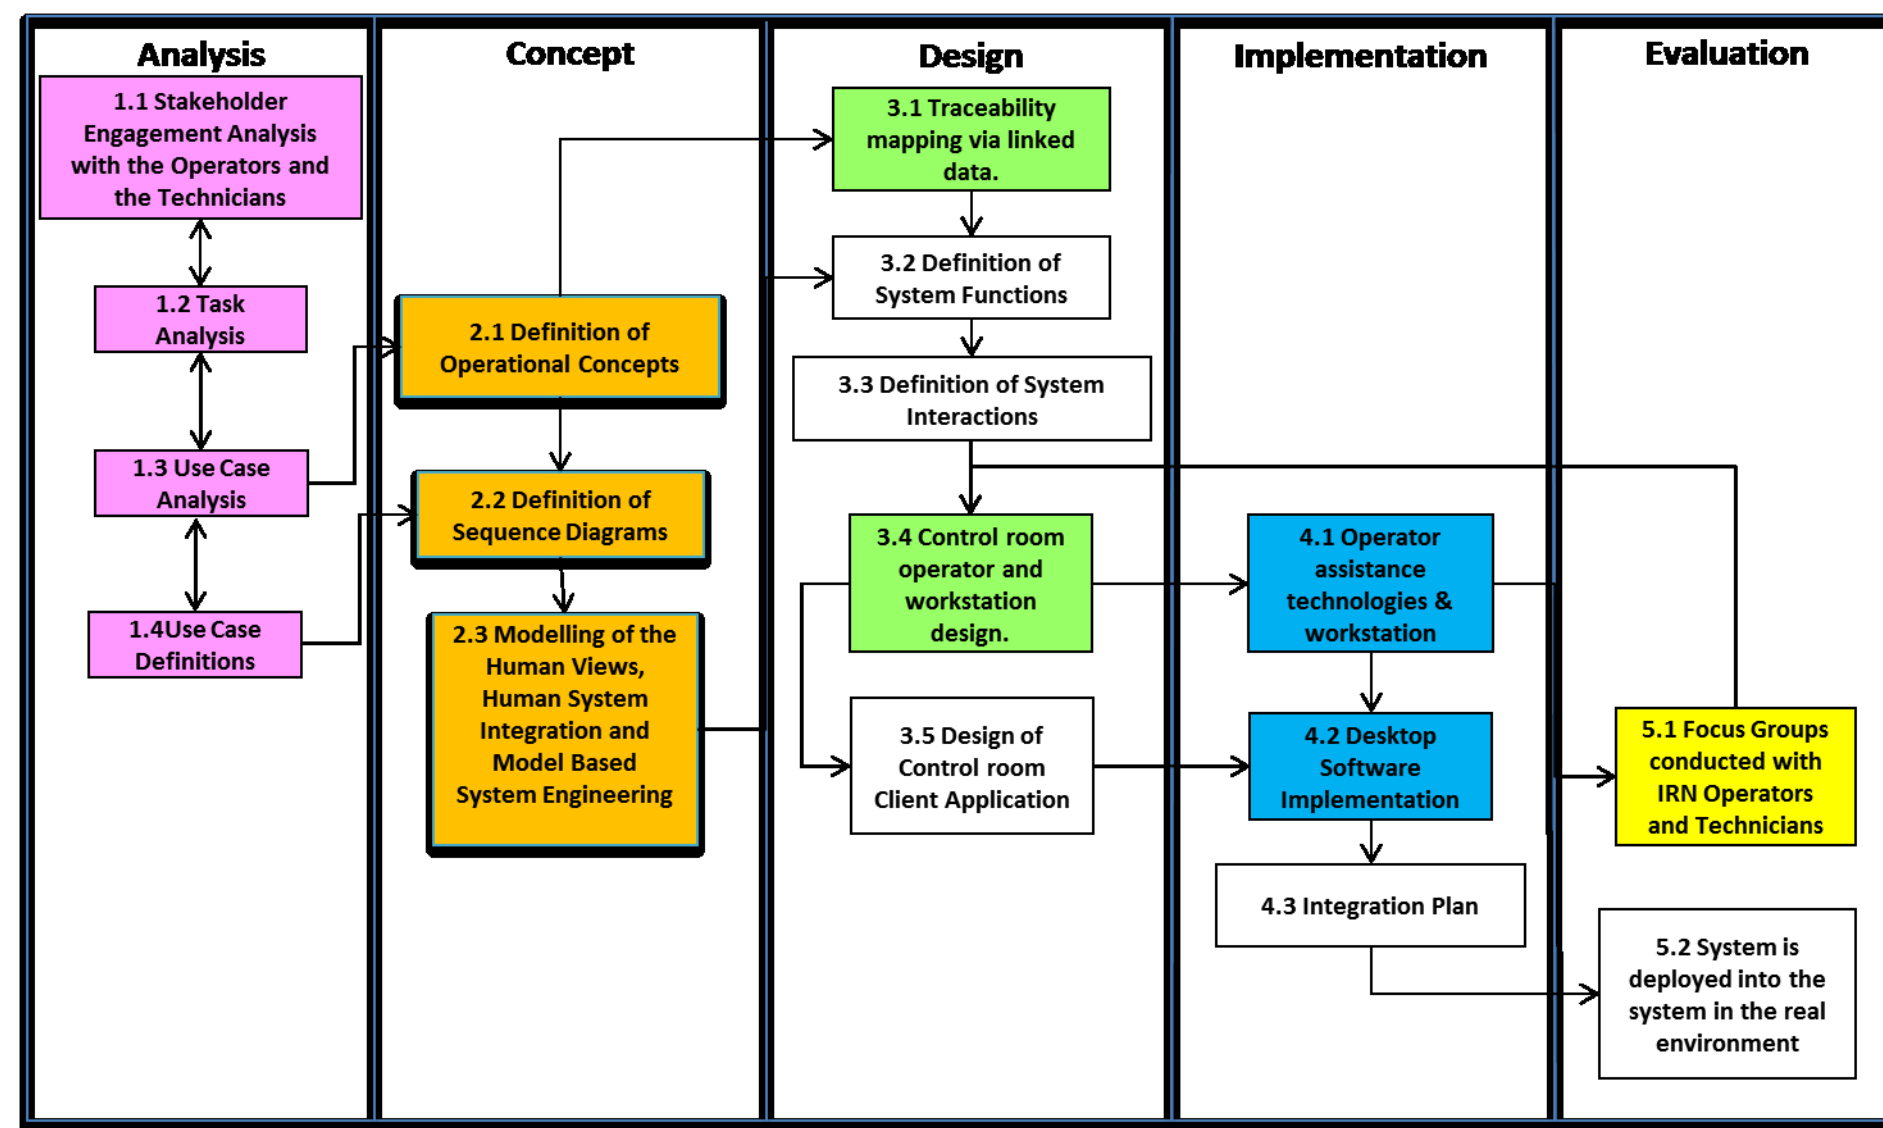 Analysis
1.1 Stakeholder
Engagement Analysis
with the Operators and
the Technicians
1.2 Task
Analysis
1.3 Use Case
Analysis
1.4Use Case
Definitions
Concept
2.1 Definition of
Operational Concepts
2.2 Definition of
Sequence Diagrams
2.3 Modelling of the
Human Views,
Human System
Integration and
Model Based
System Engineering
Design
3.1 Traceability
mapping via linked
data.
3.2 Definition of
System Functions
3.3 Definition of System
Interactions
3.4 Control room
operator and
workstation
design.
3.5 Design of
Control room
Client Application
Implementation
4.1 Operator
assistance
technologies &
workstation
4.2 Desktop
Software
Implementation
4.3 Integration Plan
Evaluation
5.1 Focus Groups
conducted with
IRN Operators
and Technicians
5.2 System is
deployed into the
system in the real
environment